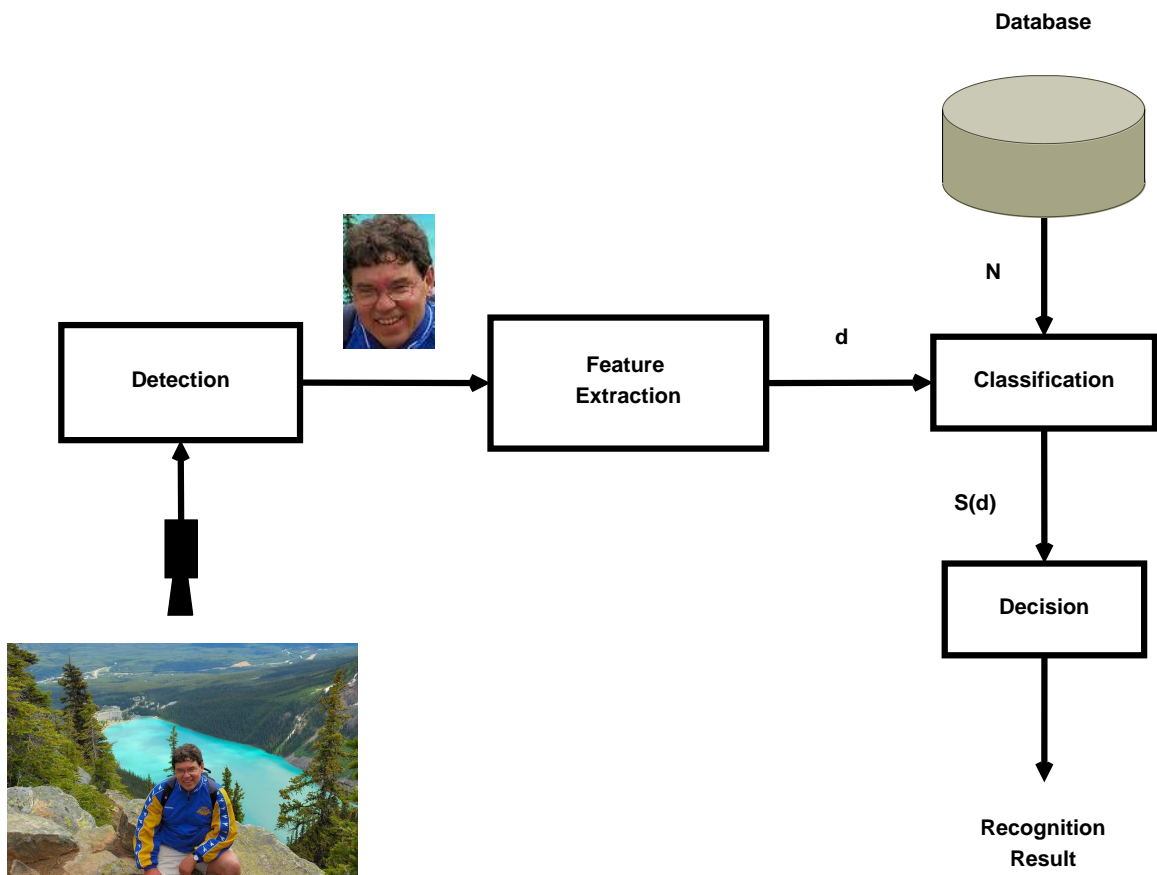 Database
N
d
Detection
Feature
Extraction
Classification
S(d)
Decision
Recognition
Result